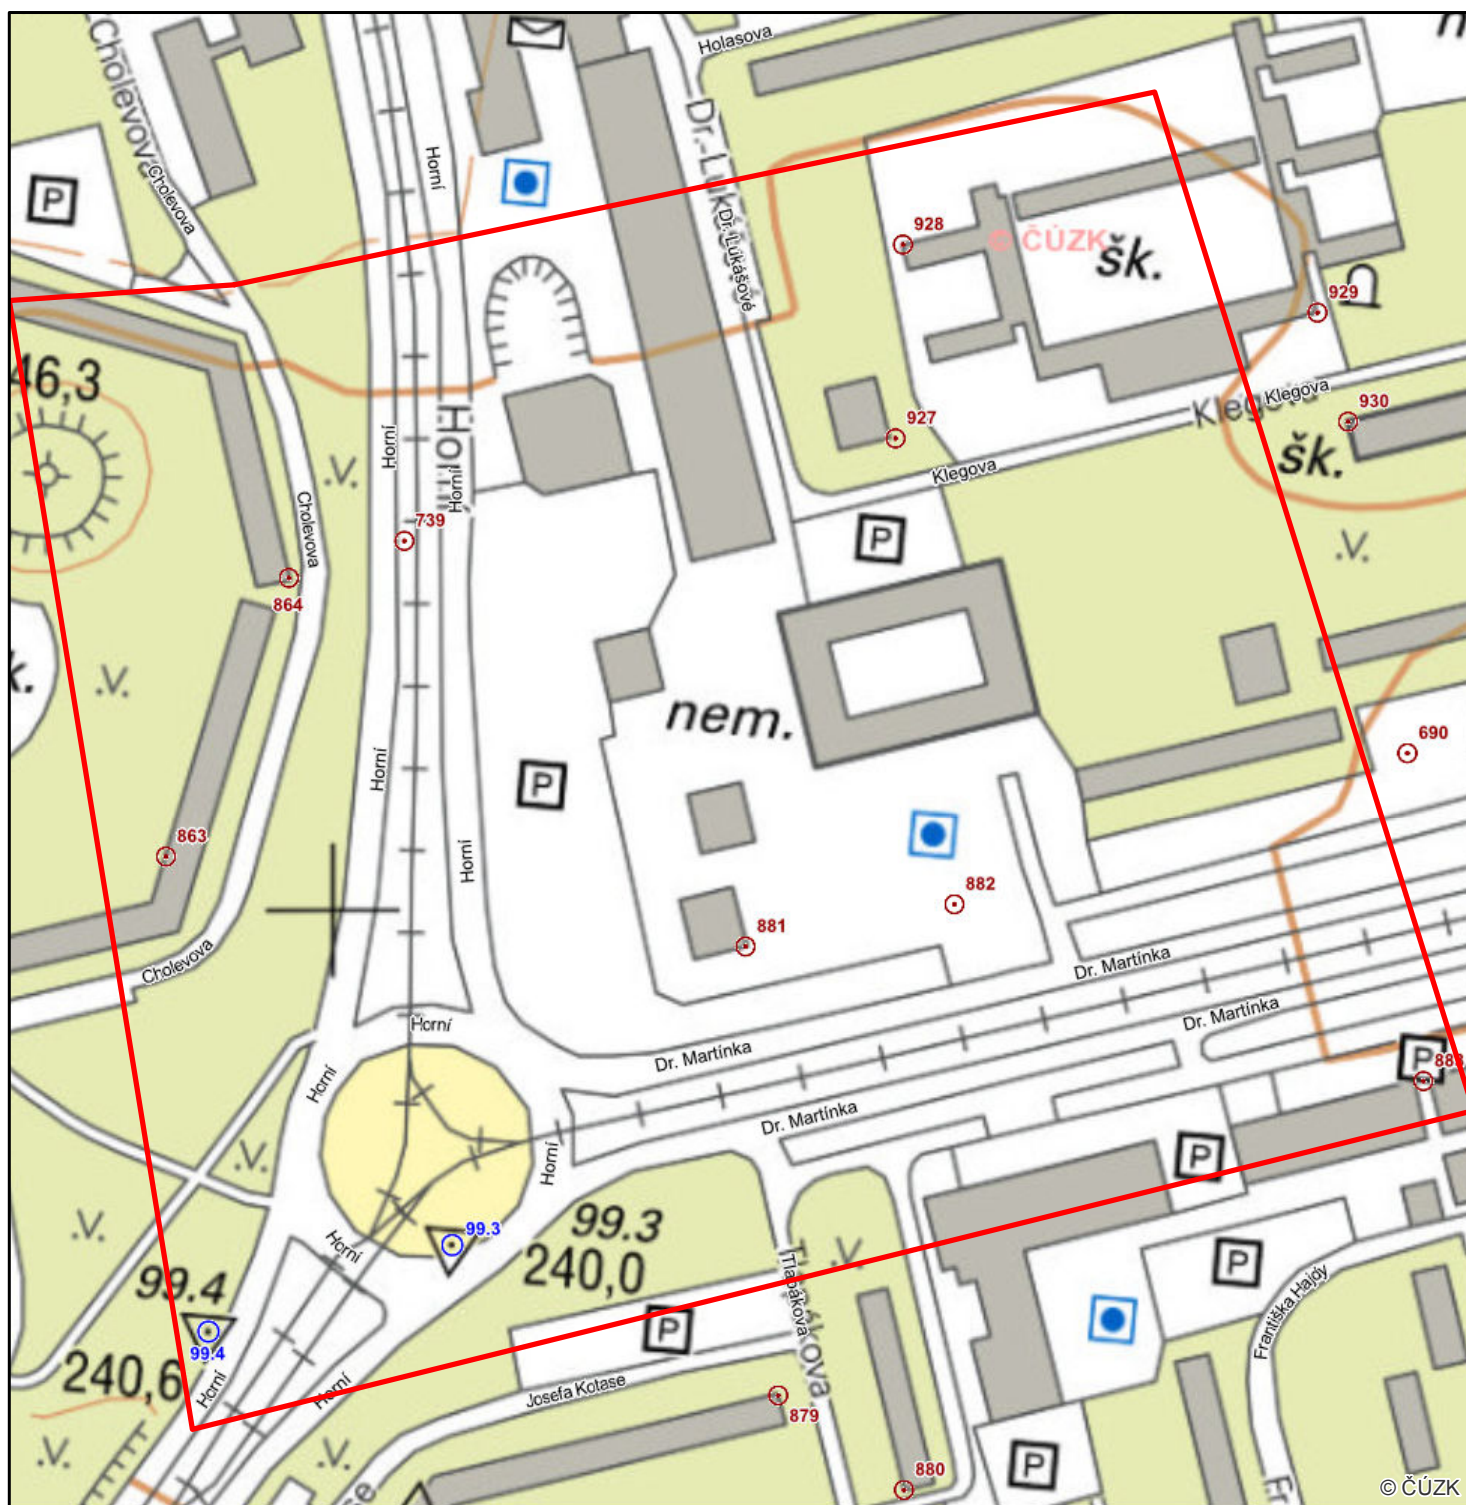 Holasova
Cholevova
Cholevova
P
Horní
Dr. Lukášové
Dr. Lukášové
928
© ČÚZK
šk.
929
46,3
Klegova
Klegova
930
927
Horní
Horní
Horní
Klegova
šk.
739
P
Cholevova
864
k.
nem.
690
Horní
P
863
Horní
882
881
Cholevova
Dr. Martínka
Dr. Martínka
Horní
Dr. Martínka
P
883
Horní
Dr. Martínka
P
Horní
99.3
99.3
240,0
Horní
P
99.4
99.4
240,6
Tlapákova
P
Františka Hajdy
Horní
Horní
Josefa Kotase
879
P
880
© ČÚZK